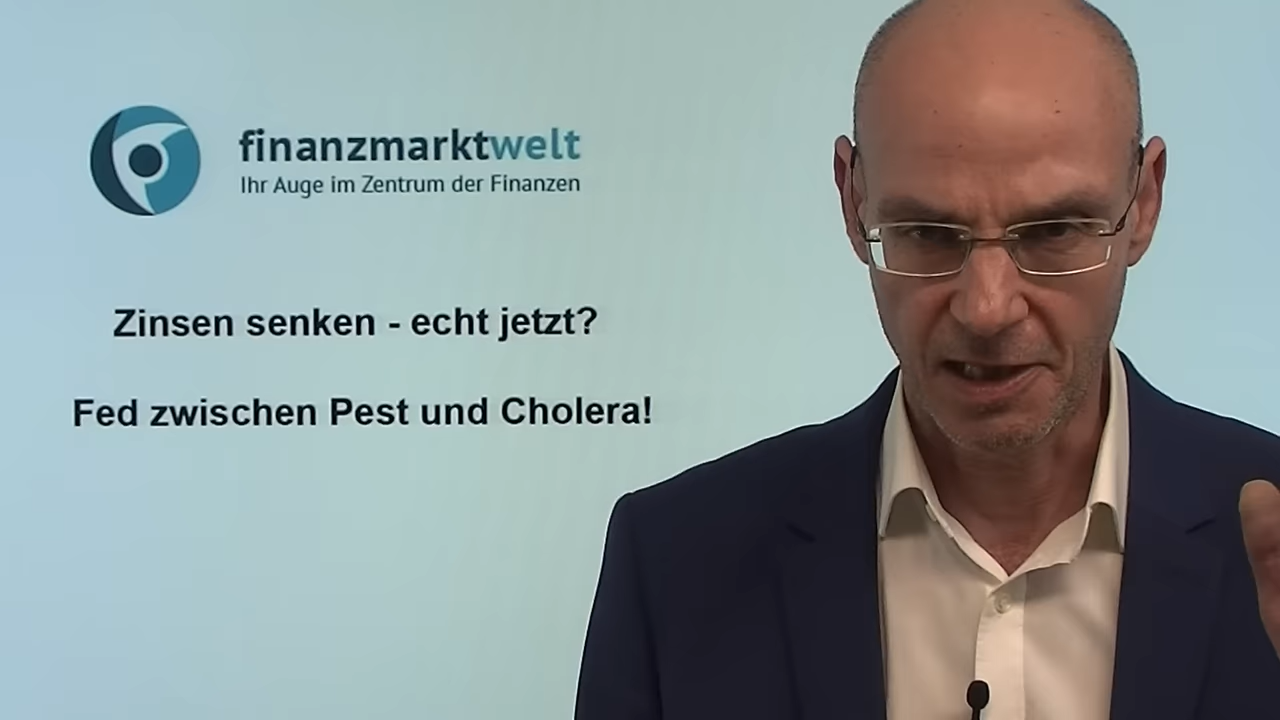 finanzmarktwelt
Ihr Auge im Zentrum der Finanzen
Zinsen senken - echt jetzt?
Fed zwischen Pest und Cholera!